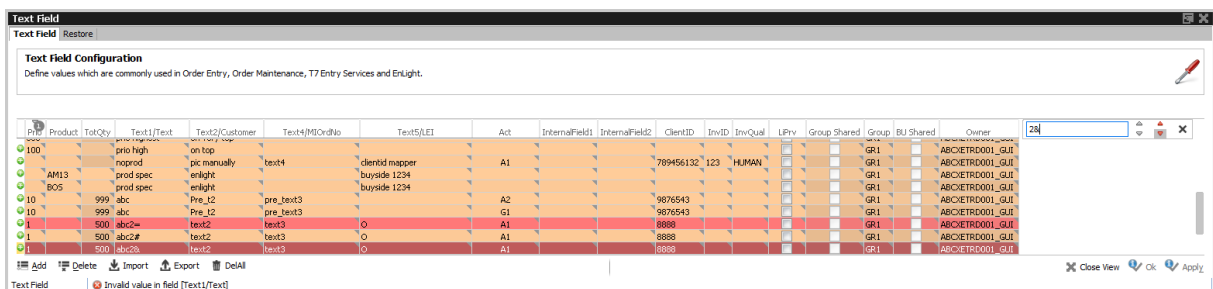 Text Field
Text Field Restore
Text Field Configuration
Define values which are commonly used in Order Entry, Order Maintenance, T7 Entry Services and EnLight.
Prio Product TotQty Text1/Text Text2/Customer Text4/MIOrdNo Text5/LEI Act InternalField1 InternalField2 ClientID InvID InvQual LiPrv Group Shared Group BU Shared Owner 2&
100 prio high on top GR1 ABCXETRD001_GUI
noprod pic manually text4 clientid mapper A1 789456132 123 HUMAN GR1 ABCXETRD001_GUI
AM13 prod spec enlight buyside 1234 GR1 ABCXETRD001_GUI
BOS prod spec enlight buyside 1234 GR1 ABCXETRD001_GUI
10 999 abc Pre_t2 pre_text3 A2 9876543 GR1 ABCXETRD001_GUI
10 999 abc Pre_t2 pre_text3 G1 9876543 GR1 ABCXETRD001_GUI
1 500 abc2= text2 text3 O A1 8888 GR1 ABCXETRD001_GUI
1 500 abc2# text2 text3 O A1 8888 GR1 ABCXETRD001_GUI
1 500 abc2& text2 text3 O A1 8888 GR1 ABCXETRD001_GUI
Add Delete Import Export DelAll Close View Ok Apply
Text Field Invalid value in field [Text1/Text]